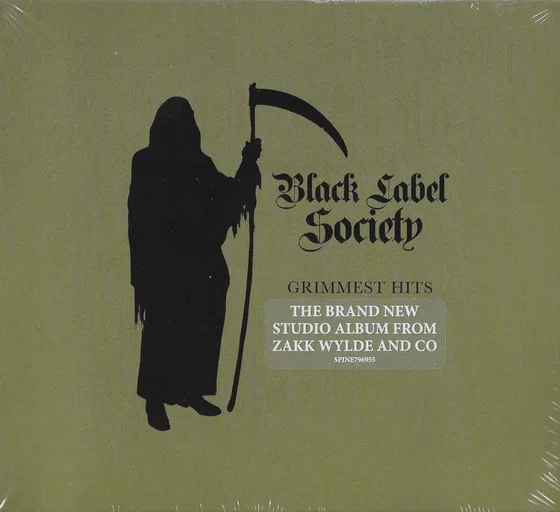 Black Label
Society
GRIMMEST HITS
THE BRAND NEW
STUDIO ALBUM FROM
ZAKK WYLDE AND CO
SPINE796955